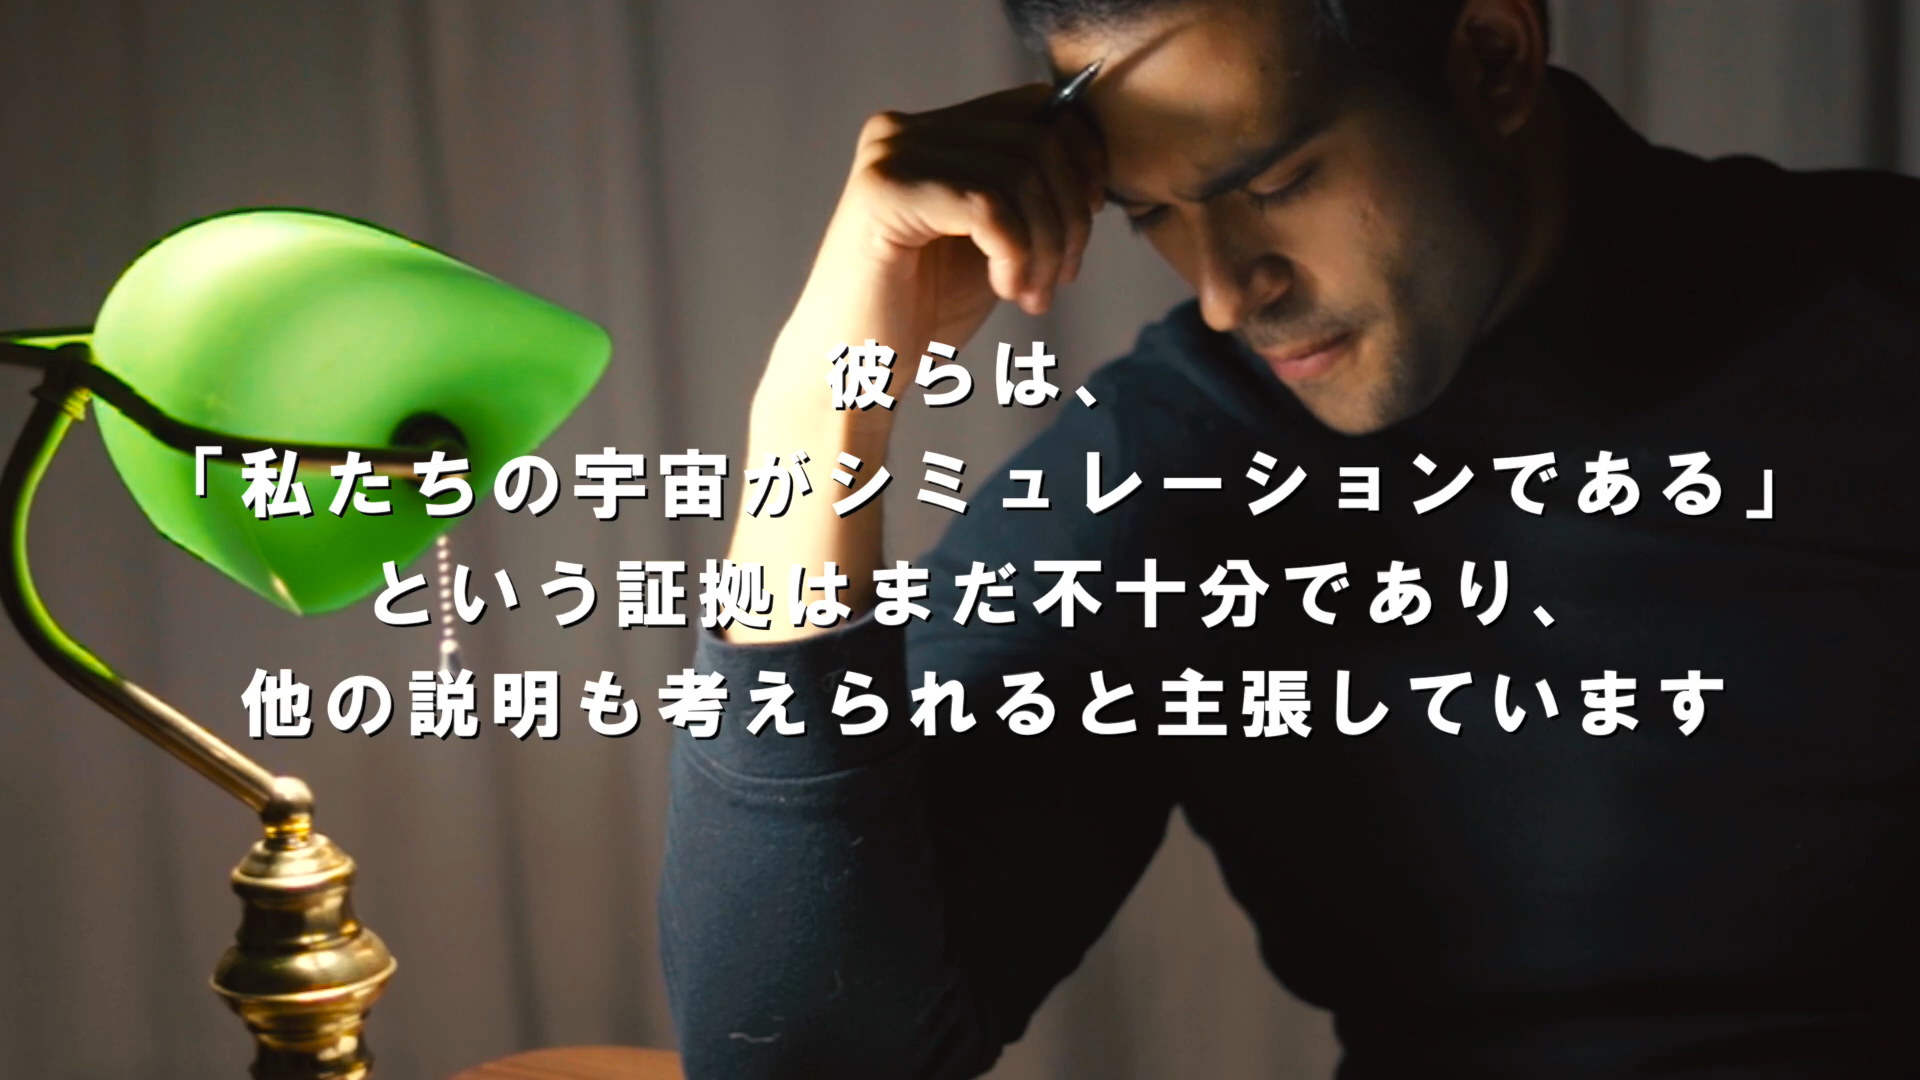 彼らは、
「私たちの宇宙がシミュレーションである」
という証拠はまだ不十分であり、
他の説明も考えられると主張しています